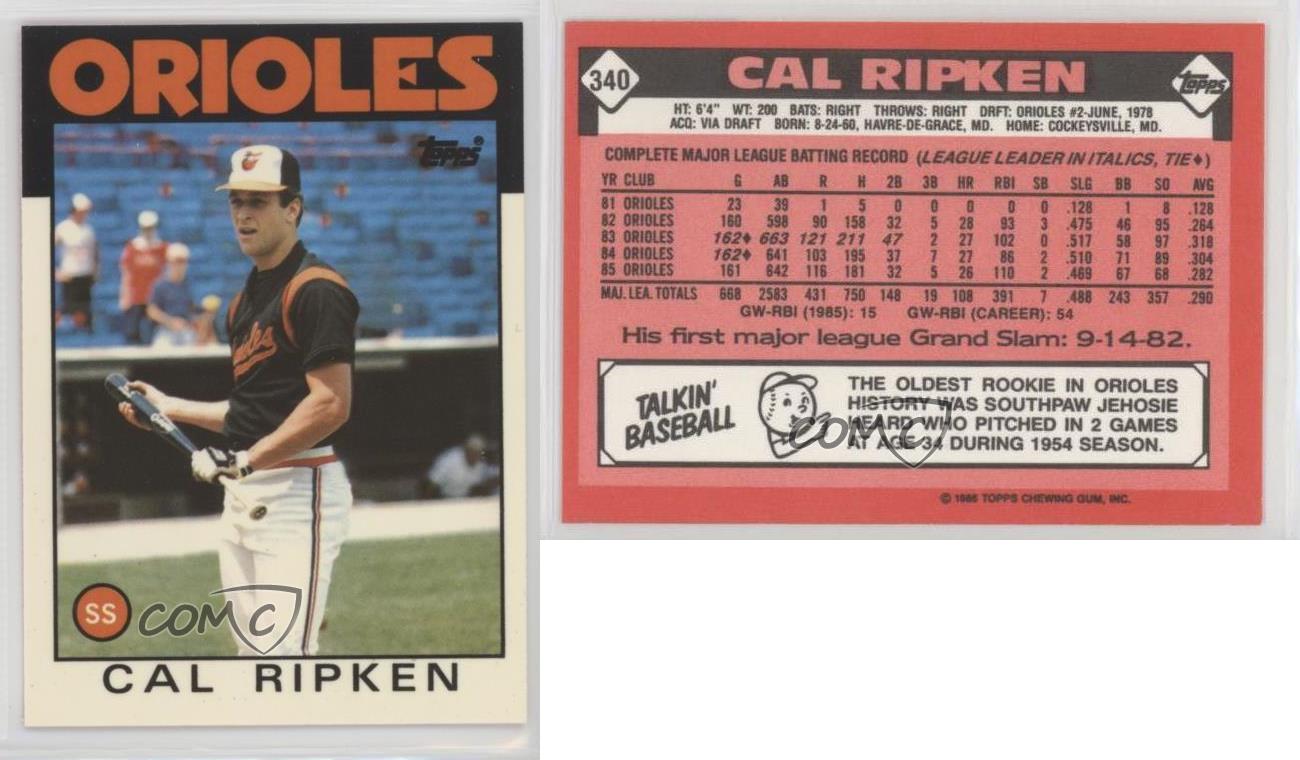 ORIOLES
topps®
Orioles
SS
COMC
CAL RIPKEN
340
CAL RIPKEN
topps
HT: 6'4" WT: 200 BATS: RIGHT THROWS: RIGHT DRFT: ORIOLES #2-JUNE, 1978
ACQ: VIA DRAFT BORN: 8-24-60, HAVRE-DE-GRACE, MD. HOME: COCKEYSVILLE, MD.
COMPLETE MAJOR LEAGUE BATTING RECORD (LEAGUE LEADER IN ITALICS, TIE♦)
YR CLUB G AB R H 2B 3B HR RBI SB SLG BB SO AVG
81 ORIOLES 23 39 1 5 0 0 0 0 0 .128 1 8 .128
82 ORIOLES 160 598 90 158 32 5 28 93 3 .475 46 95 .264
83 ORIOLES 162♦ 663 121 211 47 2 27 102 0 .517 58 97 .318
84 ORIOLES 162♦ 641 103 195 37 7 27 86 2 .510 71 89 .304
85 ORIOLES 161 642 116 181 32 5 26 110 2 .469 67 68 .282
MAJ. LEA. TOTALS 668 2583 431 750 148 19 108 391 7 .488 243 357 .290
GW-RBI (1985): 15 GW-RBI (CAREER): 54
His first major league Grand Slam: 9-14-82.
TALKIN'
BASEBALL
THE OLDEST ROOKIE IN ORIOLES
HISTORY WAS SOUTHPAW JEHOSIE
HEARD WHO PITCHED IN 2 GAMES
AT AGE 34 DURING 1954 SEASON.
COMC
© 1986 TOPPS CHEWING GUM, INC.